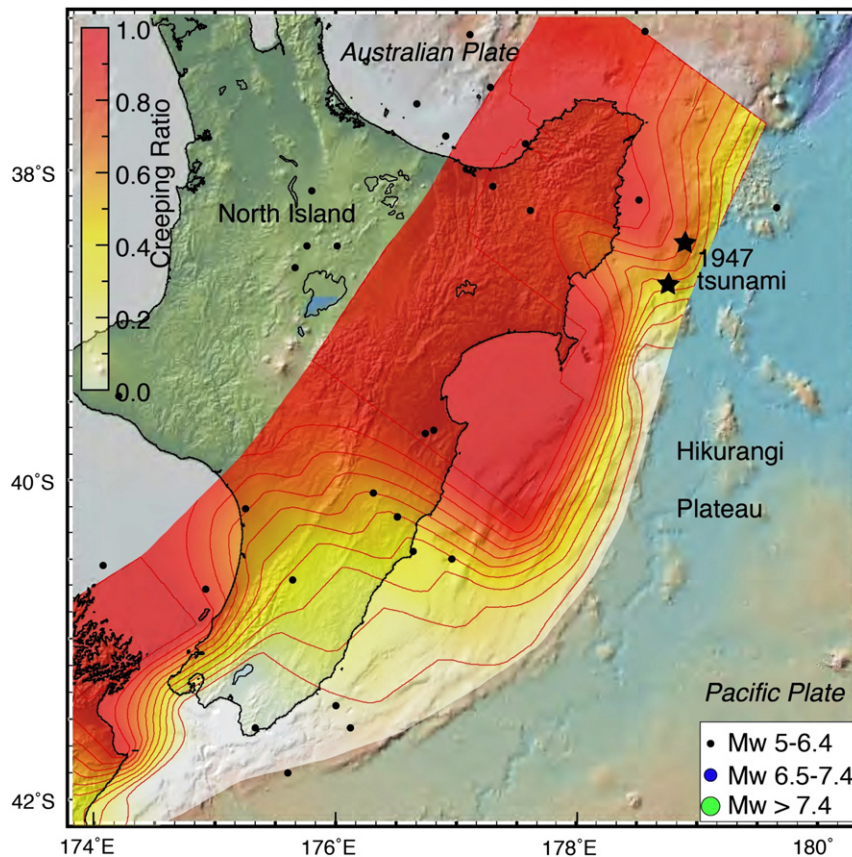 1.0
0.8
0.6
0.4
0.2
0.0
Creeping Ratio
Australian Plate
North Island
1947
tsunami
Hikurangi
Plateau
Pacific Plate
Mw 5-6.4
Mw 6.5-7.4
Mw > 7.4
38˚S
40˚S
42˚S
174˚E
176˚E
178˚E
180˚